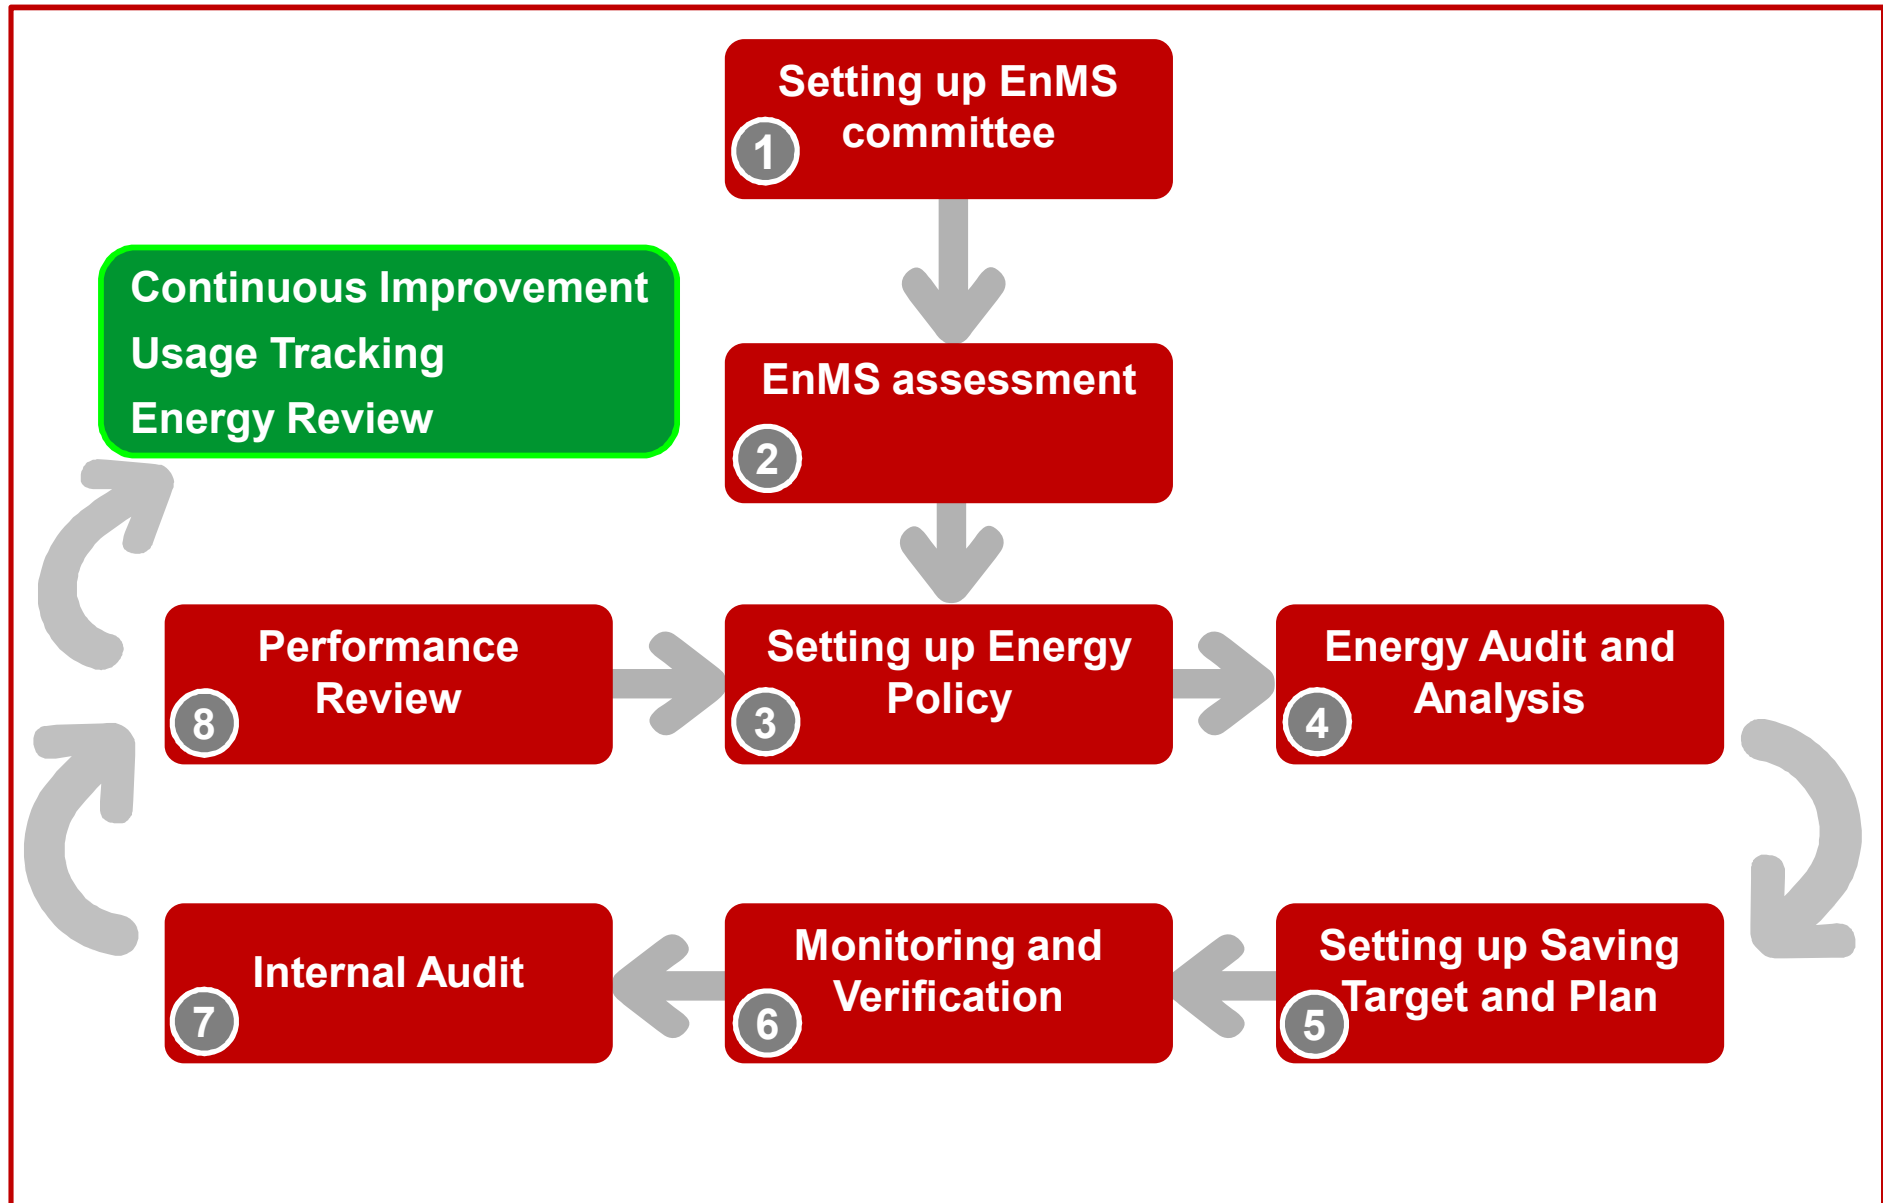 Setting up EnMS
committee
1
Continuous Improvement
Usage Tracking
Energy Review
EnMS assessment
2
Performance
Review
8
Setting up Energy
Policy
3
Energy Audit and
Analysis
4
Internal Audit
7
Monitoring and
Verification
6
Setting up Saving
Target and Plan
5